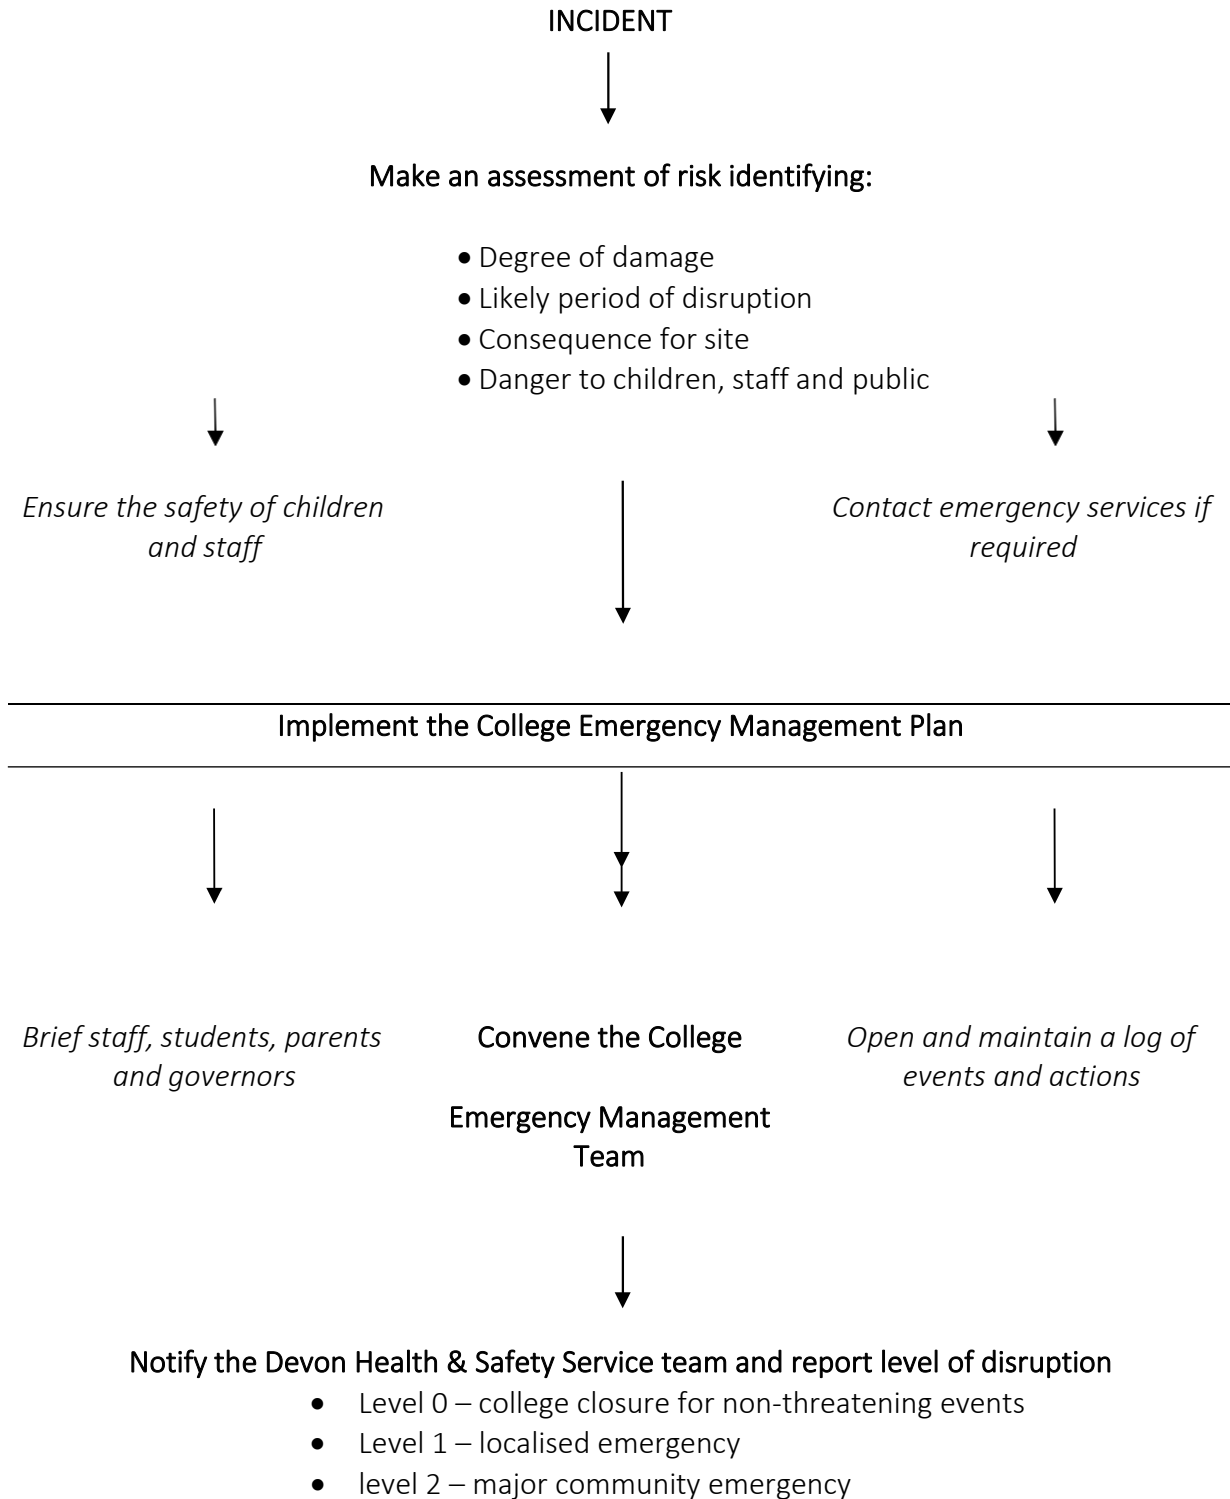 INCIDENT
Make an assessment of risk identifying:
• Degree of damage
• Likely period of disruption
• Consequence for site
• Danger to children, staff and public
Ensure the safety of children
and staff
Contact emergency services if
required
Implement the College Emergency Management Plan
Brief staff, students, parents
and governors
Convene the College
Emergency Management
Team
Open and maintain a log of
events and actions
Notify the Devon Health & Safety Service team and report level of disruption
• Level 0 – college closure for non-threatening events
• Level 1 – localised emergency
• level 2 – major community emergency